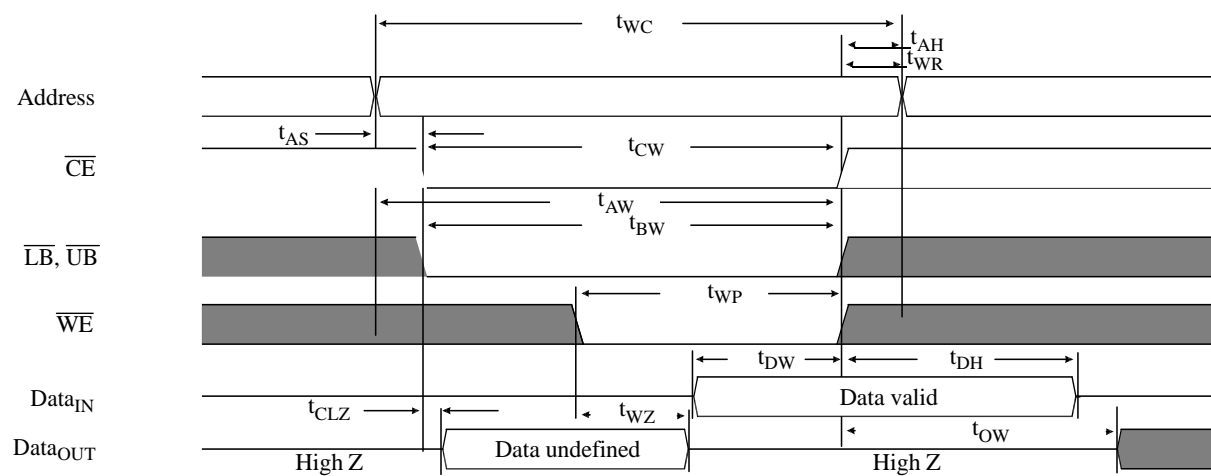 tWC
tAH
tWR
Address
tAS
tCW
CE
tAW
tBW
LB, UB
tWP
WE
tDW
tDH
DataIN
Data valid
tCLZ
tWZ
tOW
DataOUT
Data undefined
High Z
High Z